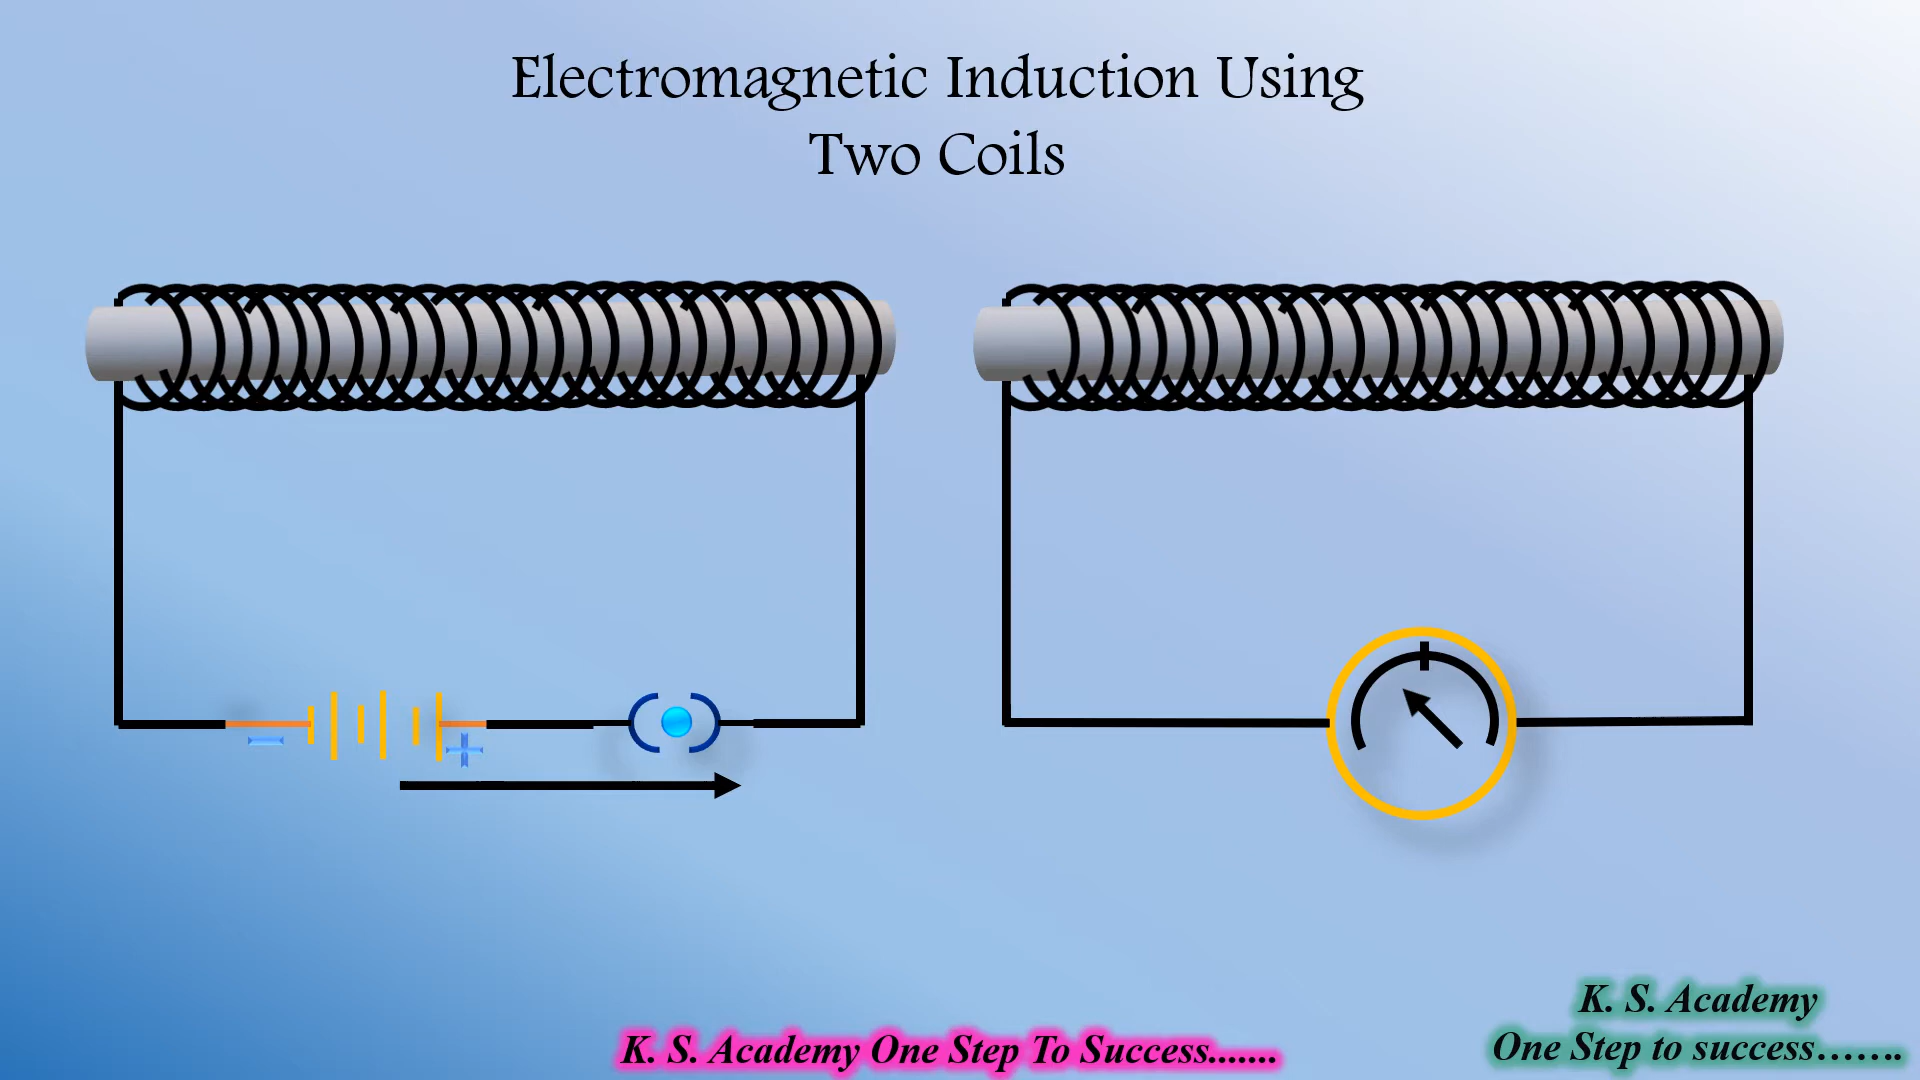 Electromagnetic Induction Using
Two Coils
K. S. Academy
One Step to success…….
K. S. Academy One Step To Success.......